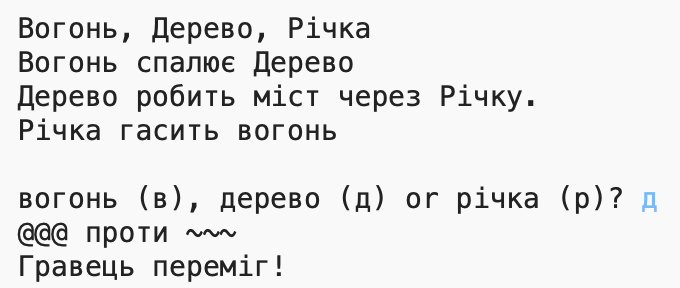 Вогонь, Дерево, Річка
Вогонь спалює Дерево
Дерево робить міст через Річку.
Річка гасить вогонь
вогонь (в), дерево (д) or річка (р)? д
@@@ проти ~~~
Гравець переміг!